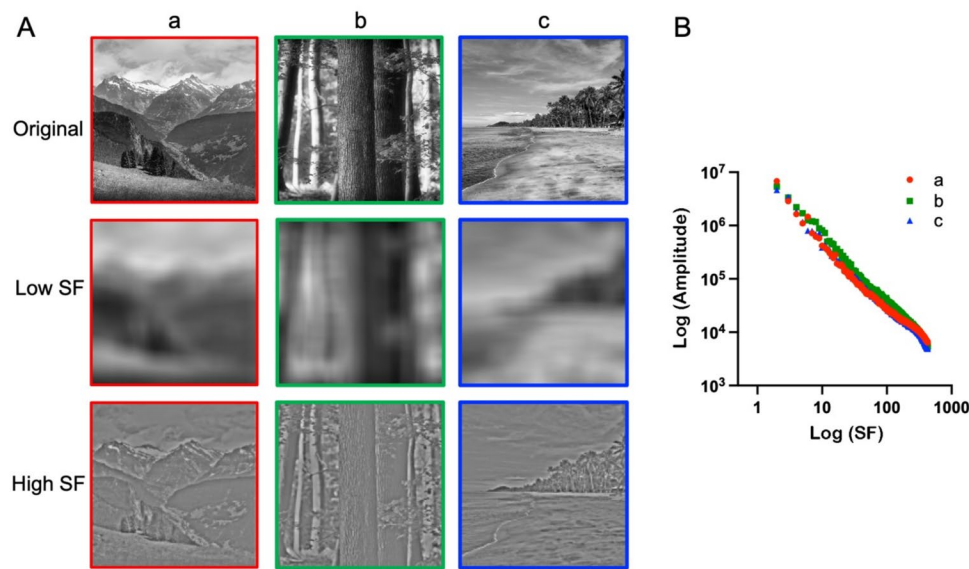 A
a
b
c
Original
Low SF
High SF
B
Log (Amplitude)
10⁷
10⁶
10⁵
10⁴
10³
1
10
100
1000
Log (SF)
a
b
c